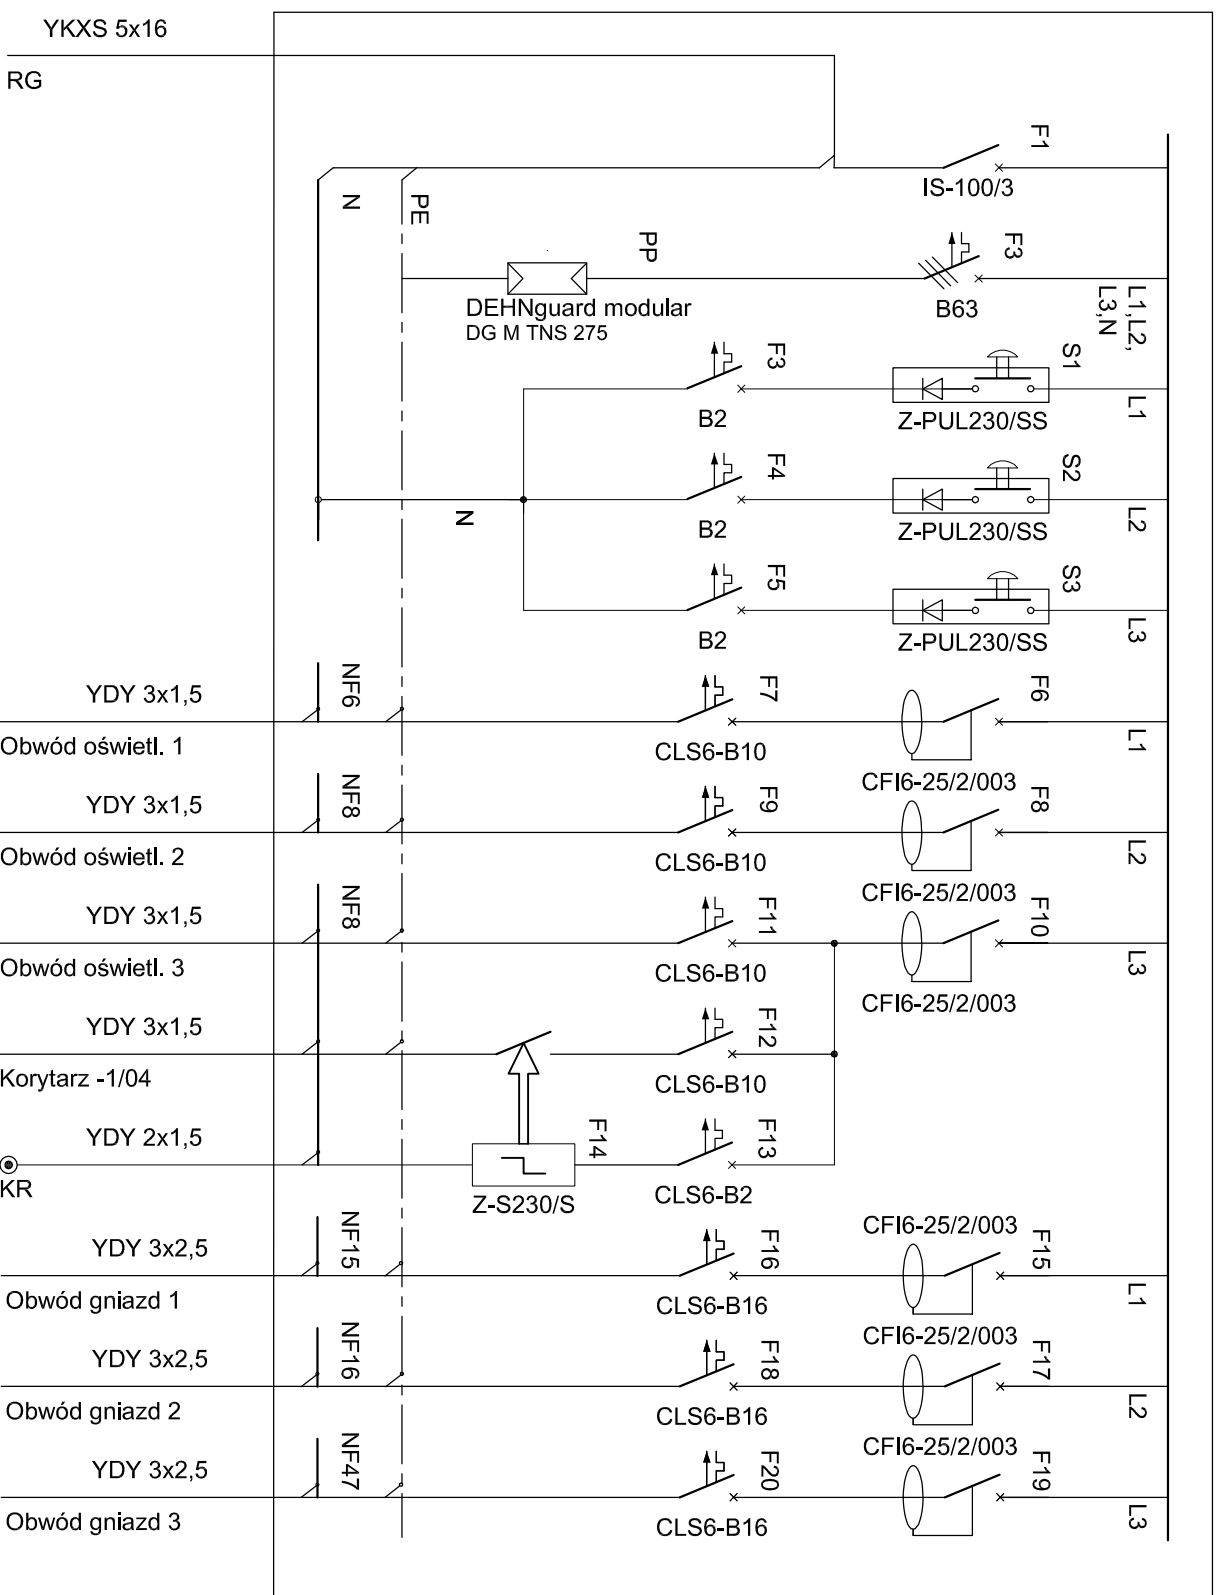 YKXS 5x16
RG
F1
IS-100/3
N
PE
PP
F3
B63
L1,L2,
L3,N
DEHNguard modular
DG M TNS 275
F3
B2
S1
Z-PUL230/SS
L1
F4
B2
S2
Z-PUL230/SS
L2
N
F5
B2
S3
Z-PUL230/SS
L3
YDY 3x1,5
Obwód oświetl. 1
NF6
F7
CLS6-B10
F6
CFI6-25/2/003
L1
YDY 3x1,5
Obwód oświetl. 2
NF8
F9
CLS6-B10
F8
CFI6-25/2/003
L2
YDY 3x1,5
Obwód oświetl. 3
NF8
F11
CLS6-B10
F10
CFI6-25/2/003
L3
YDY 3x1,5
Korytarz -1/04
F12
CLS6-B10
YDY 2x1,5
KR
F14
Z-S230/S
F13
CLS6-B2
YDY 3x2,5
Obwód gniazd 1
NF15
F16
CLS6-B16
CFI6-25/2/003
F15
L1
YDY 3x2,5
Obwód gniazd 2
NF16
F18
CLS6-B16
CFI6-25/2/003
F17
L2
YDY 3x2,5
Obwód gniazd 3
NF47
F20
CLS6-B16
CFI6-25/2/003
F19
L3